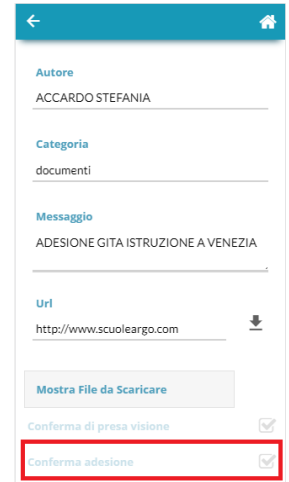 Autore
ACCARDO STEFANIA
Categoria
documenti
Messaggio
ADESIONE GITA ISTRUZIONE A VENEZIA
Url
http://www.scuoleargo.com
Mostra File da Scaricare
Conferma di presa visione
Conferma adesione